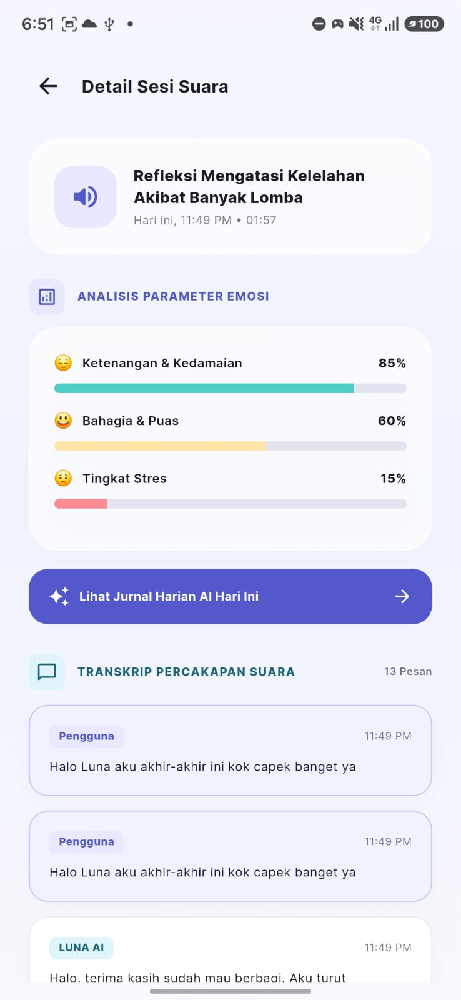 6:51
4G
100
Detail Sesi Suara
Refleksi Mengatasi Kelelahan
Akibat Banyak Lomba
Hari ini, 11:49 PM • 01:57
ANALISIS PARAMETER EMOSI
Ketenangan & Kedamaian 85%
Bahagia & Puas 60%
Tingkat Stres 15%
Lihat Jurnal Harian AI Hari Ini
TRANSKRIP PERCAKAPAN SUARA 13 Pesan
Pengguna 11:49 PM
Halo Luna aku akhir-akhir ini kok capek banget ya
Pengguna 11:49 PM
Halo Luna aku akhir-akhir ini kok capek banget ya
LUNA AI 11:49 PM
Halo, terima kasih sudah mau berbagi. Aku turut